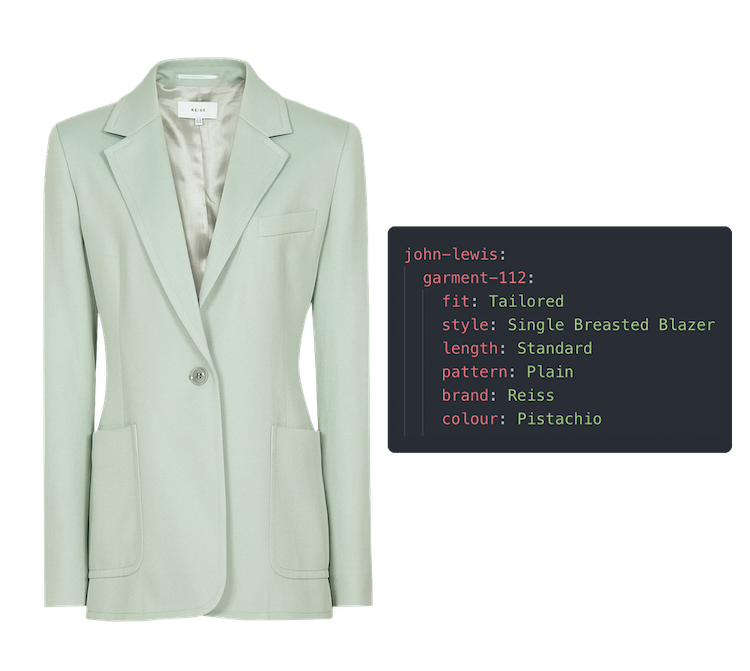 REISS
john-lewis:
garment-112:
fit: Tailored
style: Single Breasted Blazer
length: Standard
pattern: Plain
brand: Reiss
colour: Pistachio